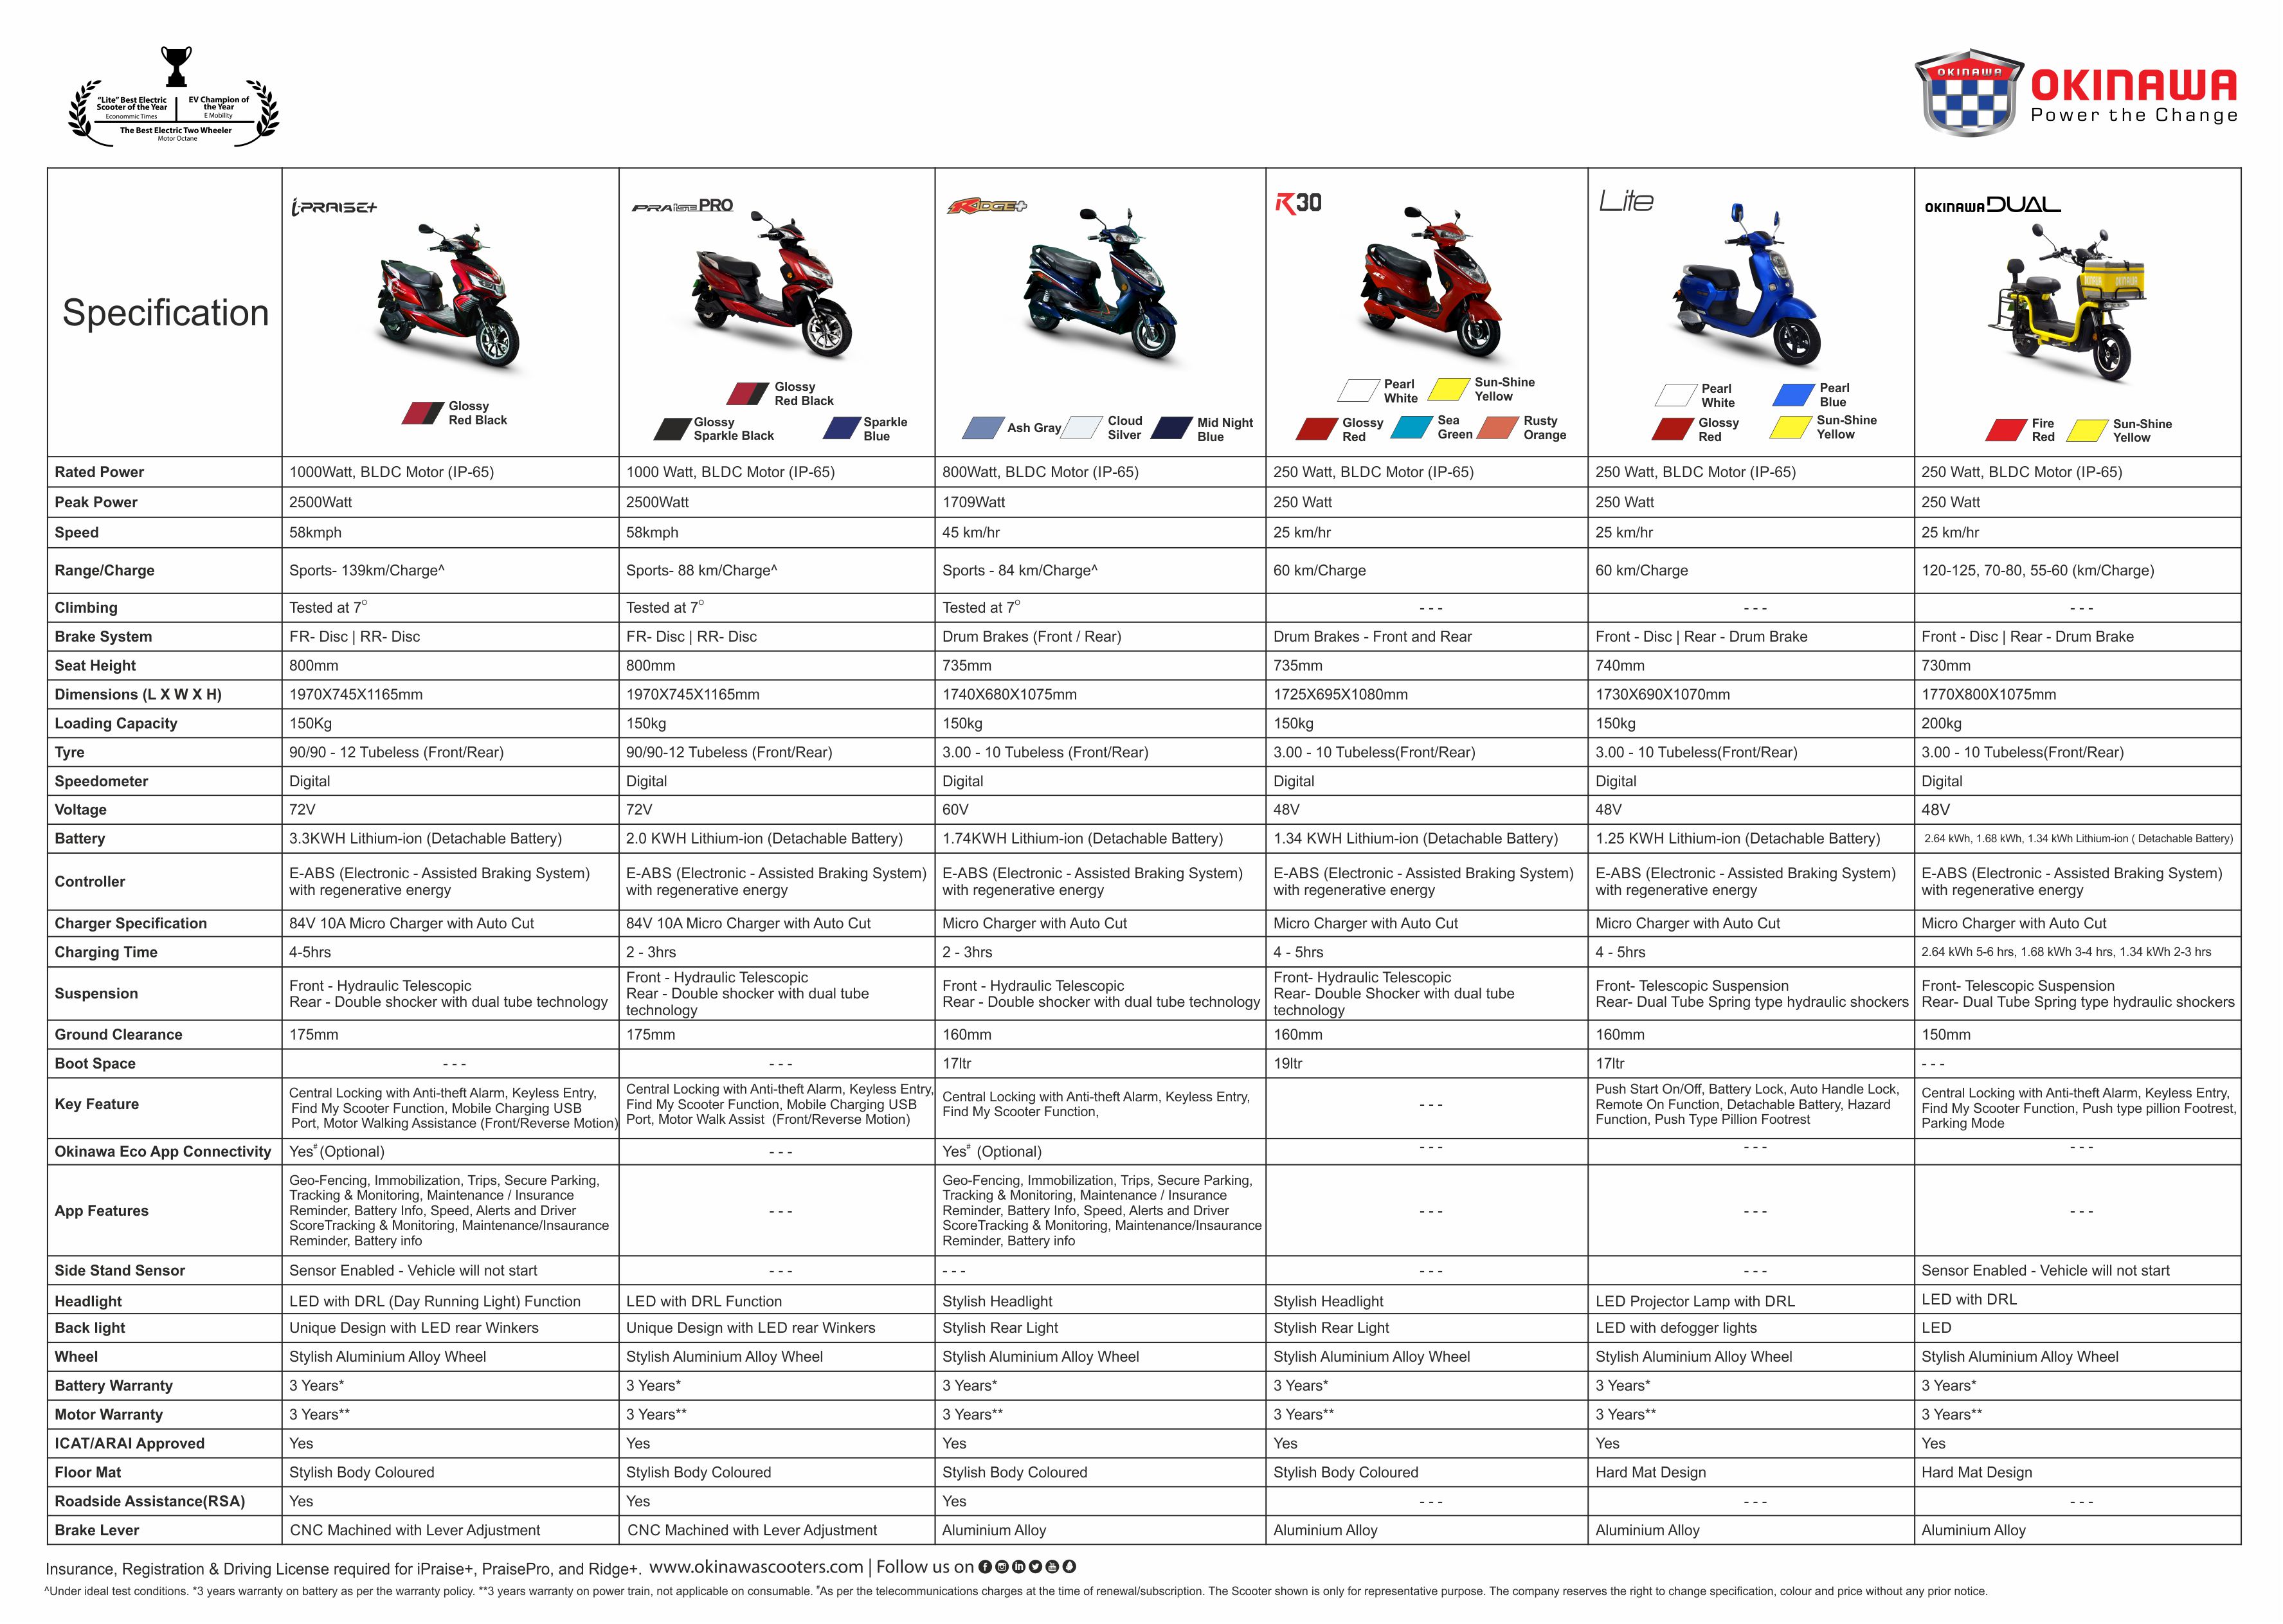 "Lite" Best Electric
Scooter of the Year
Econommic Times
EV Champion of
the Year
E Mobility
The Best Electric Two Wheeler
Motor Octane
OKINAWA
OKINAWA
Power the Change
Specification
i-PRAISE+
Glossy
Red Black
PRAISE PRO
Glossy
Red Black
Glossy
Sparkle Black
Sparkle
Blue
RIDGE+
Ash Gray
Cloud
Silver
Mid Night
Blue
R30
Pearl
White
Sun-Shine
Yellow
Glossy
Red
Sea
Green
Rusty
Orange
Lite
Pearl
White
Pearl
Blue
Glossy
Red
Sun-Shine
Yellow
OKINAWA DUAL
OKINAWA
Fire
Red
Sun-Shine
Yellow
Rated Power 1000Watt, BLDC Motor (IP-65) 1000 Watt, BLDC Motor (IP-65) 800Watt, BLDC Motor (IP-65) 250 Watt, BLDC Motor (IP-65) 250 Watt, BLDC Motor (IP-65) 250 Watt, BLDC Motor (IP-65)
Peak Power 2500Watt 2500Watt 1709Watt 250 Watt 250 Watt 250 Watt
Speed 58kmph 58kmph 45 km/hr 25 km/hr 25 km/hr 25 km/hr
Range/Charge Sports- 139km/Charge^ Sports- 88 km/Charge^ Sports - 84 km/Charge^ 60 km/Charge 60 km/Charge 120-125, 70-80, 55-60 (km/Charge)
Climbing Tested at 7° Tested at 7° Tested at 7° - - - - - - - - -
Brake System FR- Disc | RR- Disc FR- Disc | RR- Disc Drum Brakes (Front / Rear) Drum Brakes - Front and Rear Front - Disc | Rear - Drum Brake Front - Disc | Rear - Drum Brake
Seat Height 800mm 800mm 735mm 735mm 740mm 730mm
Dimensions (L X W X H) 1970X745X1165mm 1970X745X1165mm 1740X680X1075mm 1725X695X1080mm 1730X690X1070mm 1770X800X1075mm
Loading Capacity 150Kg 150kg 150kg 150kg 150kg 200kg
Tyre 90/90 - 12 Tubeless (Front/Rear) 90/90-12 Tubeless (Front/Rear) 3.00 - 10 Tubeless (Front/Rear) 3.00 - 10 Tubeless(Front/Rear) 3.00 - 10 Tubeless(Front/Rear) 3.00 - 10 Tubeless(Front/Rear)
Speedometer Digital Digital Digital Digital Digital Digital
Voltage 72V 72V 60V 48V 48V 48V
Battery 3.3KWH Lithium-ion (Detachable Battery) 2.0 KWH Lithium-ion (Detachable Battery) 1.74KWH Lithium-ion (Detachable Battery) 1.34 KWH Lithium-ion (Detachable Battery) 1.25 KWH Lithium-ion (Detachable Battery) 2.64 kWh, 1.68 kWh, 1.34 kWh Lithium-ion ( Detachable Battery)
Controller
E-ABS (Electronic - Assisted Braking System)
with regenerative energy
E-ABS (Electronic - Assisted Braking System)
with regenerative energy
E-ABS (Electronic - Assisted Braking System)
with regenerative energy
E-ABS (Electronic - Assisted Braking System)
with regenerative energy
E-ABS (Electronic - Assisted Braking System)
with regenerative energy
E-ABS (Electronic - Assisted Braking System)
with regenerative energy
Charger Specification 84V 10A Micro Charger with Auto Cut 84V 10A Micro Charger with Auto Cut Micro Charger with Auto Cut Micro Charger with Auto Cut Micro Charger with Auto Cut Micro Charger with Auto Cut
Charging Time 4-5hrs 2 - 3hrs 2 - 3hrs 4 - 5hrs 4 - 5hrs 2.64 kWh 5-6 hrs, 1.68 kWh 3-4 hrs, 1.34 kWh 2-3 hrs
Suspension
Front - Hydraulic Telescopic
Rear - Double shocker with dual tube technology
Front - Hydraulic Telescopic
Rear - Double shocker with dual tube
technology
Front - Hydraulic Telescopic
Rear - Double shocker with dual tube technology
Front- Hydraulic Telescopic
Rear- Double Shocker with dual tube
technology
Front- Telescopic Suspension
Rear- Dual Tube Spring type hydraulic shockers
Front- Telescopic Suspension
Rear- Dual Tube Spring type hydraulic shockers
Ground Clearance 175mm 175mm 160mm 160mm 160mm 150mm
Boot Space - - - - - - 17ltr 19ltr 17ltr - - -
Key Feature
Central Locking with Anti-theft Alarm, Keyless Entry,
Find My Scooter Function, Mobile Charging USB
Port, Motor Walking Assistance (Front/Reverse Motion)
Central Locking with Anti-theft Alarm, Keyless Entry,
Find My Scooter Function, Mobile Charging USB
Port, Motor Walk Assist (Front/Reverse Motion)
Central Locking with Anti-theft Alarm, Keyless Entry,
Find My Scooter Function,
- - -
Push Start On/Off, Battery Lock, Auto Handle Lock,
Remote On Function, Detachable Battery, Hazard
Function, Push Type Pillion Footrest
Central Locking with Anti-theft Alarm, Keyless Entry,
Find My Scooter Function, Push type pillion Footrest,
Parking Mode
Okinawa Eco App Connectivity Yes# (Optional) - - - Yes# (Optional) - - - - - - - - -
App Features
Geo-Fencing, Immobilization, Trips, Secure Parking,
Tracking & Monitoring, Maintenance / Insurance
Reminder, Battery Info, Speed, Alerts and Driver
ScoreTracking & Monitoring, Maintenance/Insaurance
Reminder, Battery info
- - -
Geo-Fencing, Immobilization, Trips, Secure Parking,
Tracking & Monitoring, Maintenance / Insurance
Reminder, Battery Info, Speed, Alerts and Driver
ScoreTracking & Monitoring, Maintenance/Insaurance
Reminder, Battery info
- - - - - - - - -
Side Stand Sensor Sensor Enabled - Vehicle will not start - - - - - - - - - - - - Sensor Enabled - Vehicle will not start
Headlight LED with DRL (Day Running Light) Function LED with DRL Function Stylish Headlight Stylish Headlight LED Projector Lamp with DRL LED with DRL
Back light Unique Design with LED rear Winkers Unique Design with LED rear Winkers Stylish Rear Light Stylish Rear Light LED with defogger lights LED
Wheel Stylish Aluminium Alloy Wheel Stylish Aluminium Alloy Wheel Stylish Aluminium Alloy Wheel Stylish Aluminium Alloy Wheel Stylish Aluminium Alloy Wheel Stylish Aluminium Alloy Wheel
Battery Warranty 3 Years* 3 Years* 3 Years* 3 Years* 3 Years* 3 Years*
Motor Warranty 3 Years** 3 Years** 3 Years** 3 Years** 3 Years** 3 Years**
ICAT/ARAI Approved Yes Yes Yes Yes Yes Yes
Floor Mat Stylish Body Coloured Stylish Body Coloured Stylish Body Coloured Stylish Body Coloured Hard Mat Design Hard Mat Design
Roadside Assistance(RSA) Yes Yes Yes - - - - - - - - -
Brake Lever CNC Machined with Lever Adjustment CNC Machined with Lever Adjustment Aluminium Alloy Aluminium Alloy Aluminium Alloy Aluminium Alloy
Insurance, Registration & Driving License required for iPraise+, PraisePro, and Ridge+. www.okinawascooters.com | Follow us on
^Under ideal test conditions. *3 years warranty on battery as per the warranty policy. **3 years warranty on power train, not applicable on consumable. #As per the telecommunications charges at the time of renewal/subscription. The Scooter shown is only for representative purpose. The company reserves the right to change specification, colour and price without any prior notice.